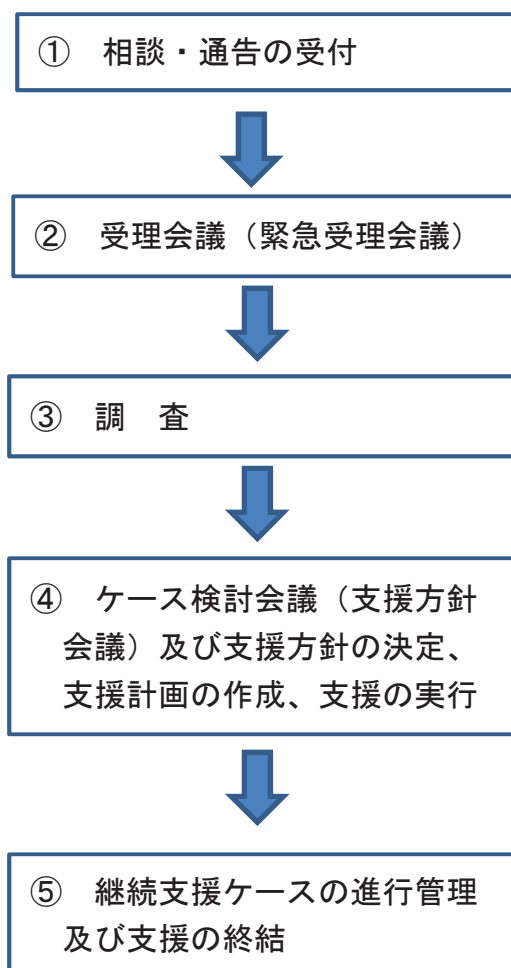 ① 相談・通告の受付
② 受理会議（緊急受理会議）
③ 調　査
④ ケース検討会議（支援方針
会議）及び支援方針の決定、
支援計画の作成、支援の実行
⑤ 継続支援ケースの進行管理
及び支援の終結